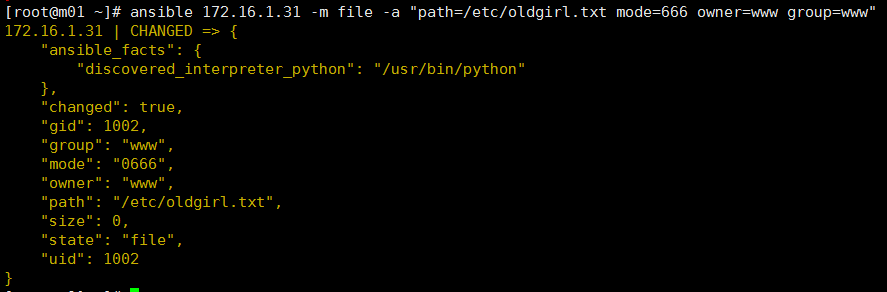 [root@m01 ~]# ansible 172.16.1.31 -m file -a "path=/etc/oldgirl.txt mode=666 owner=www group=www"
172.16.1.31 | CHANGED => {
    "ansible_facts": {
        "discovered_interpreter_python": "/usr/bin/python"
    },
    "changed": true,
    "gid": 1002,
    "group": "www",
    "mode": "0666",
    "owner": "www",
    "path": "/etc/oldgirl.txt",
    "size": 0,
    "state": "file",
    "uid": 1002
}